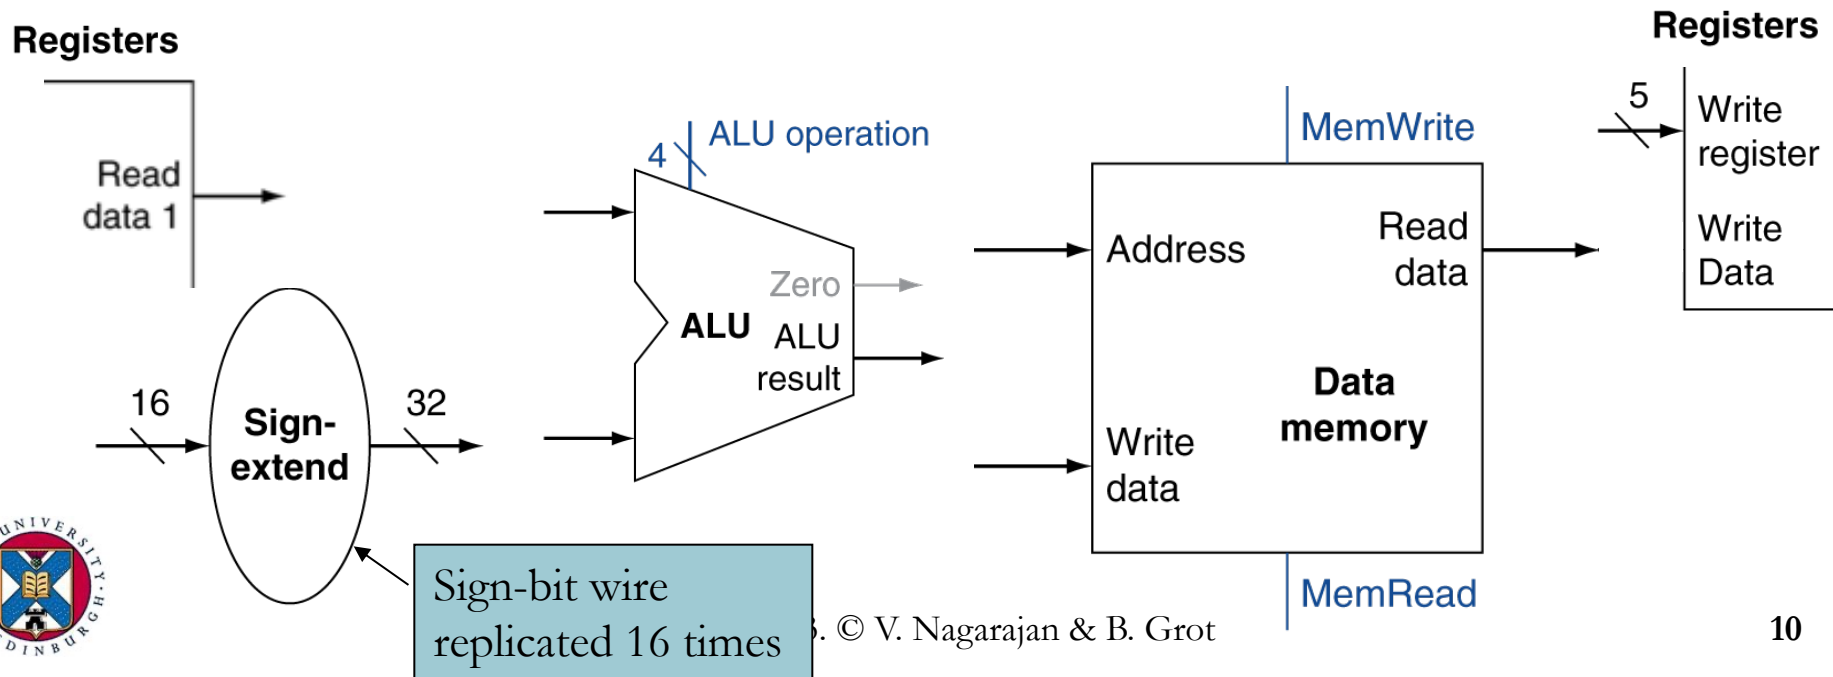 Registers
Read
data 1
16
Sign-
extend
32
4
ALU operation
Zero
ALU
ALU
result
MemWrite
Address
Read
data
Data
memory
Write
data
MemRead
Registers
5
Write
register
Write
Data
Sign-bit wire
replicated 16 times
© V. Nagarajan & B. Grot
10
UNIVERSITY
EDINBURGH